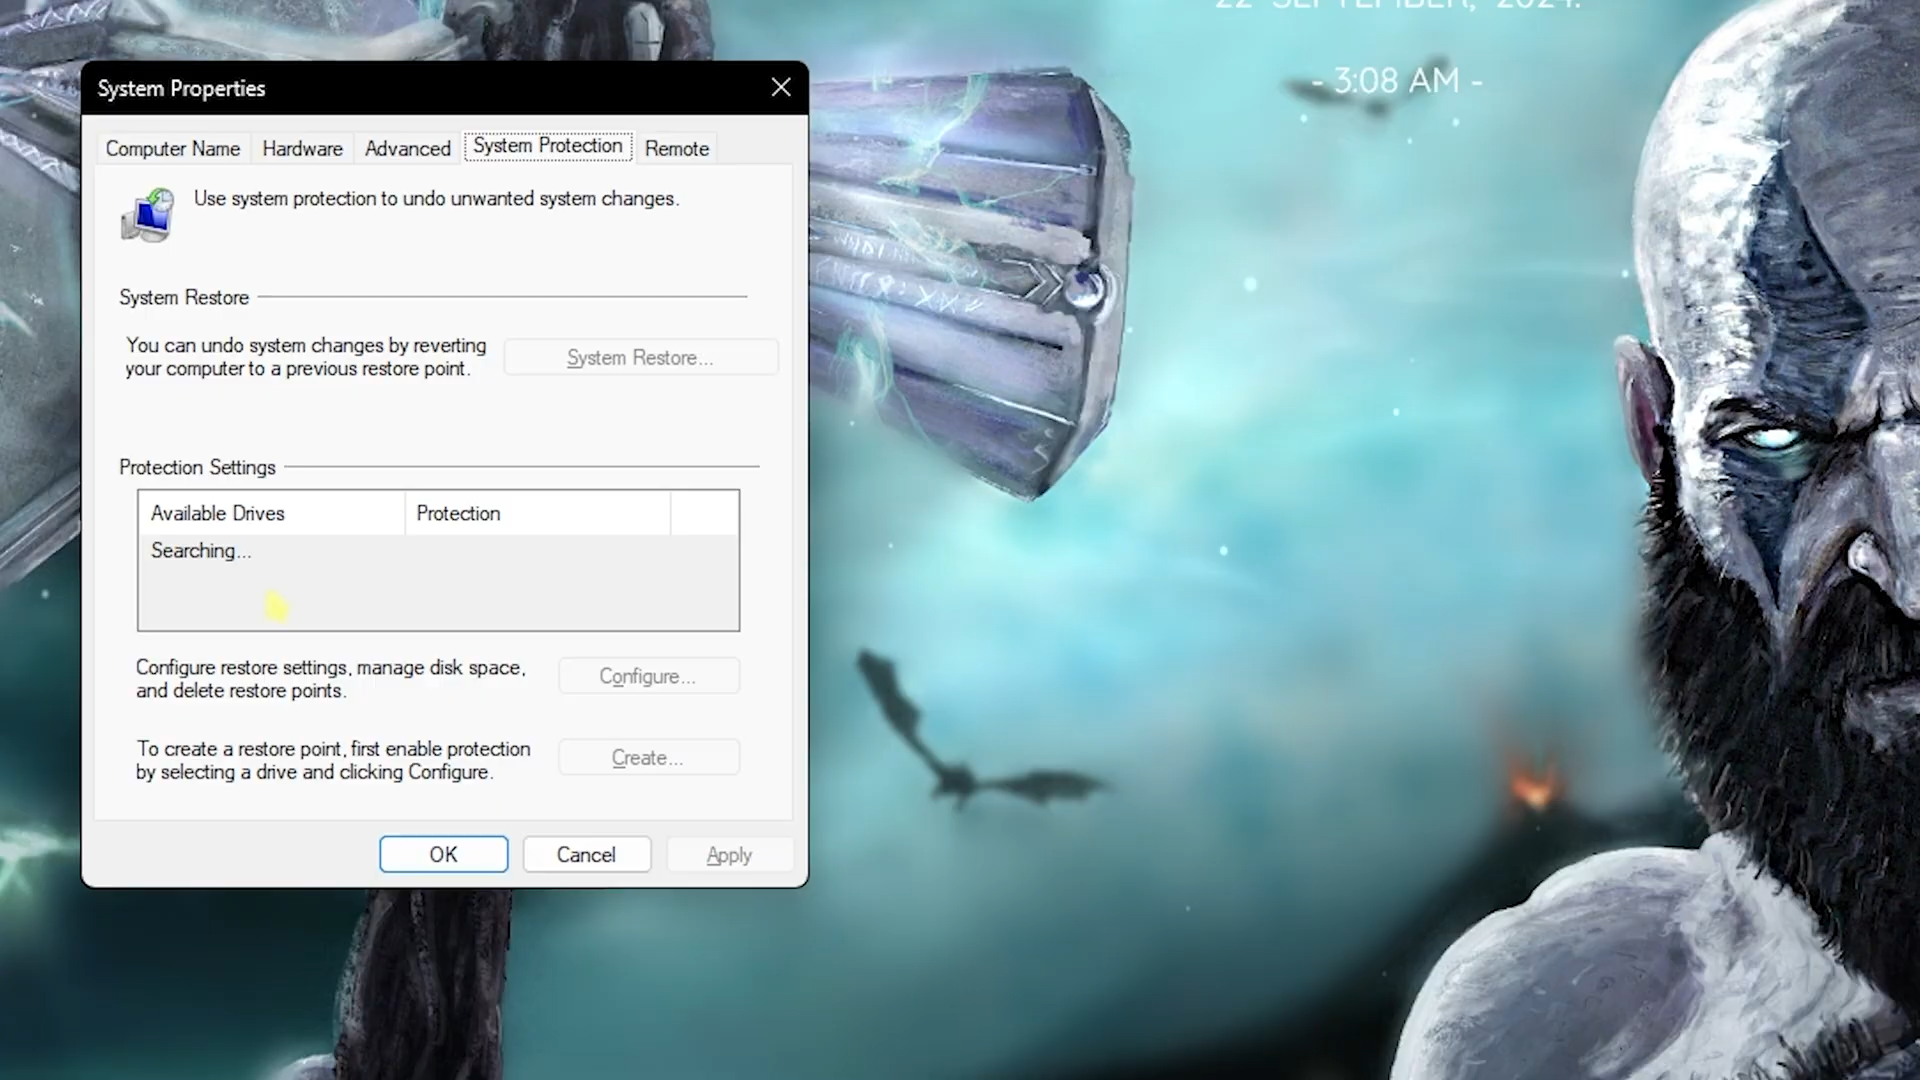 22 SEPTEMBER, 2024.
- 3:08 AM -
System Properties
Computer Name
Hardware
Advanced
System Protection
Remote
Use system protection to undo unwanted system changes.
System Restore
You can undo system changes by reverting
your computer to a previous restore point.
System Restore...
Protection Settings
Available Drives
Protection
Searching...
Configure restore settings, manage disk space,
and delete restore points.
Configure...
To create a restore point, first enable protection
by selecting a drive and clicking Configure.
Create...
OK
Cancel
Apply